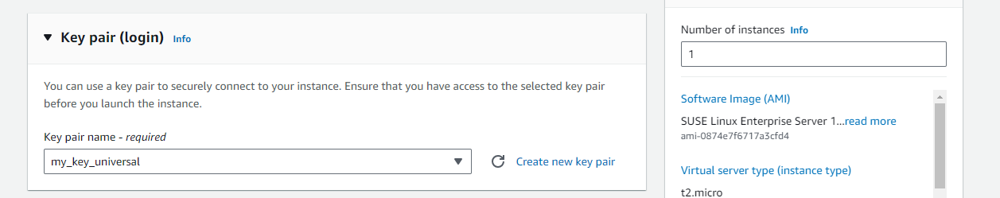 Key pair (login) Info
You can use a key pair to securely connect to your instance. Ensure that you have access to the selected key pair
before you launch the instance.
Key pair name - required
my_key_universal
Create new key pair
Number of instances Info
1
Software Image (AMI)
SUSE Linux Enterprise Server 1...read more
ami-0874e7f6717a3cfd4
Virtual server type (instance type)
t2.micro